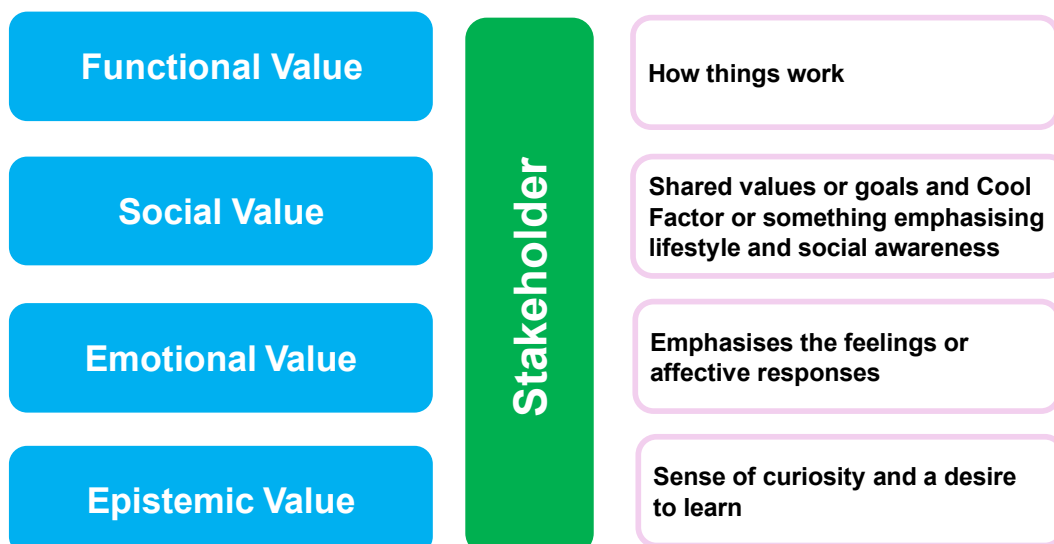 Functional Value
How things work
Social Value
Shared values or goals and Cool
Factor or something emphasising
lifestyle and social awareness
Emotional Value
Emphasises the feelings or
affective responses
Epistemic Value
Sense of curiosity and a desire
to learn
Stakeholder